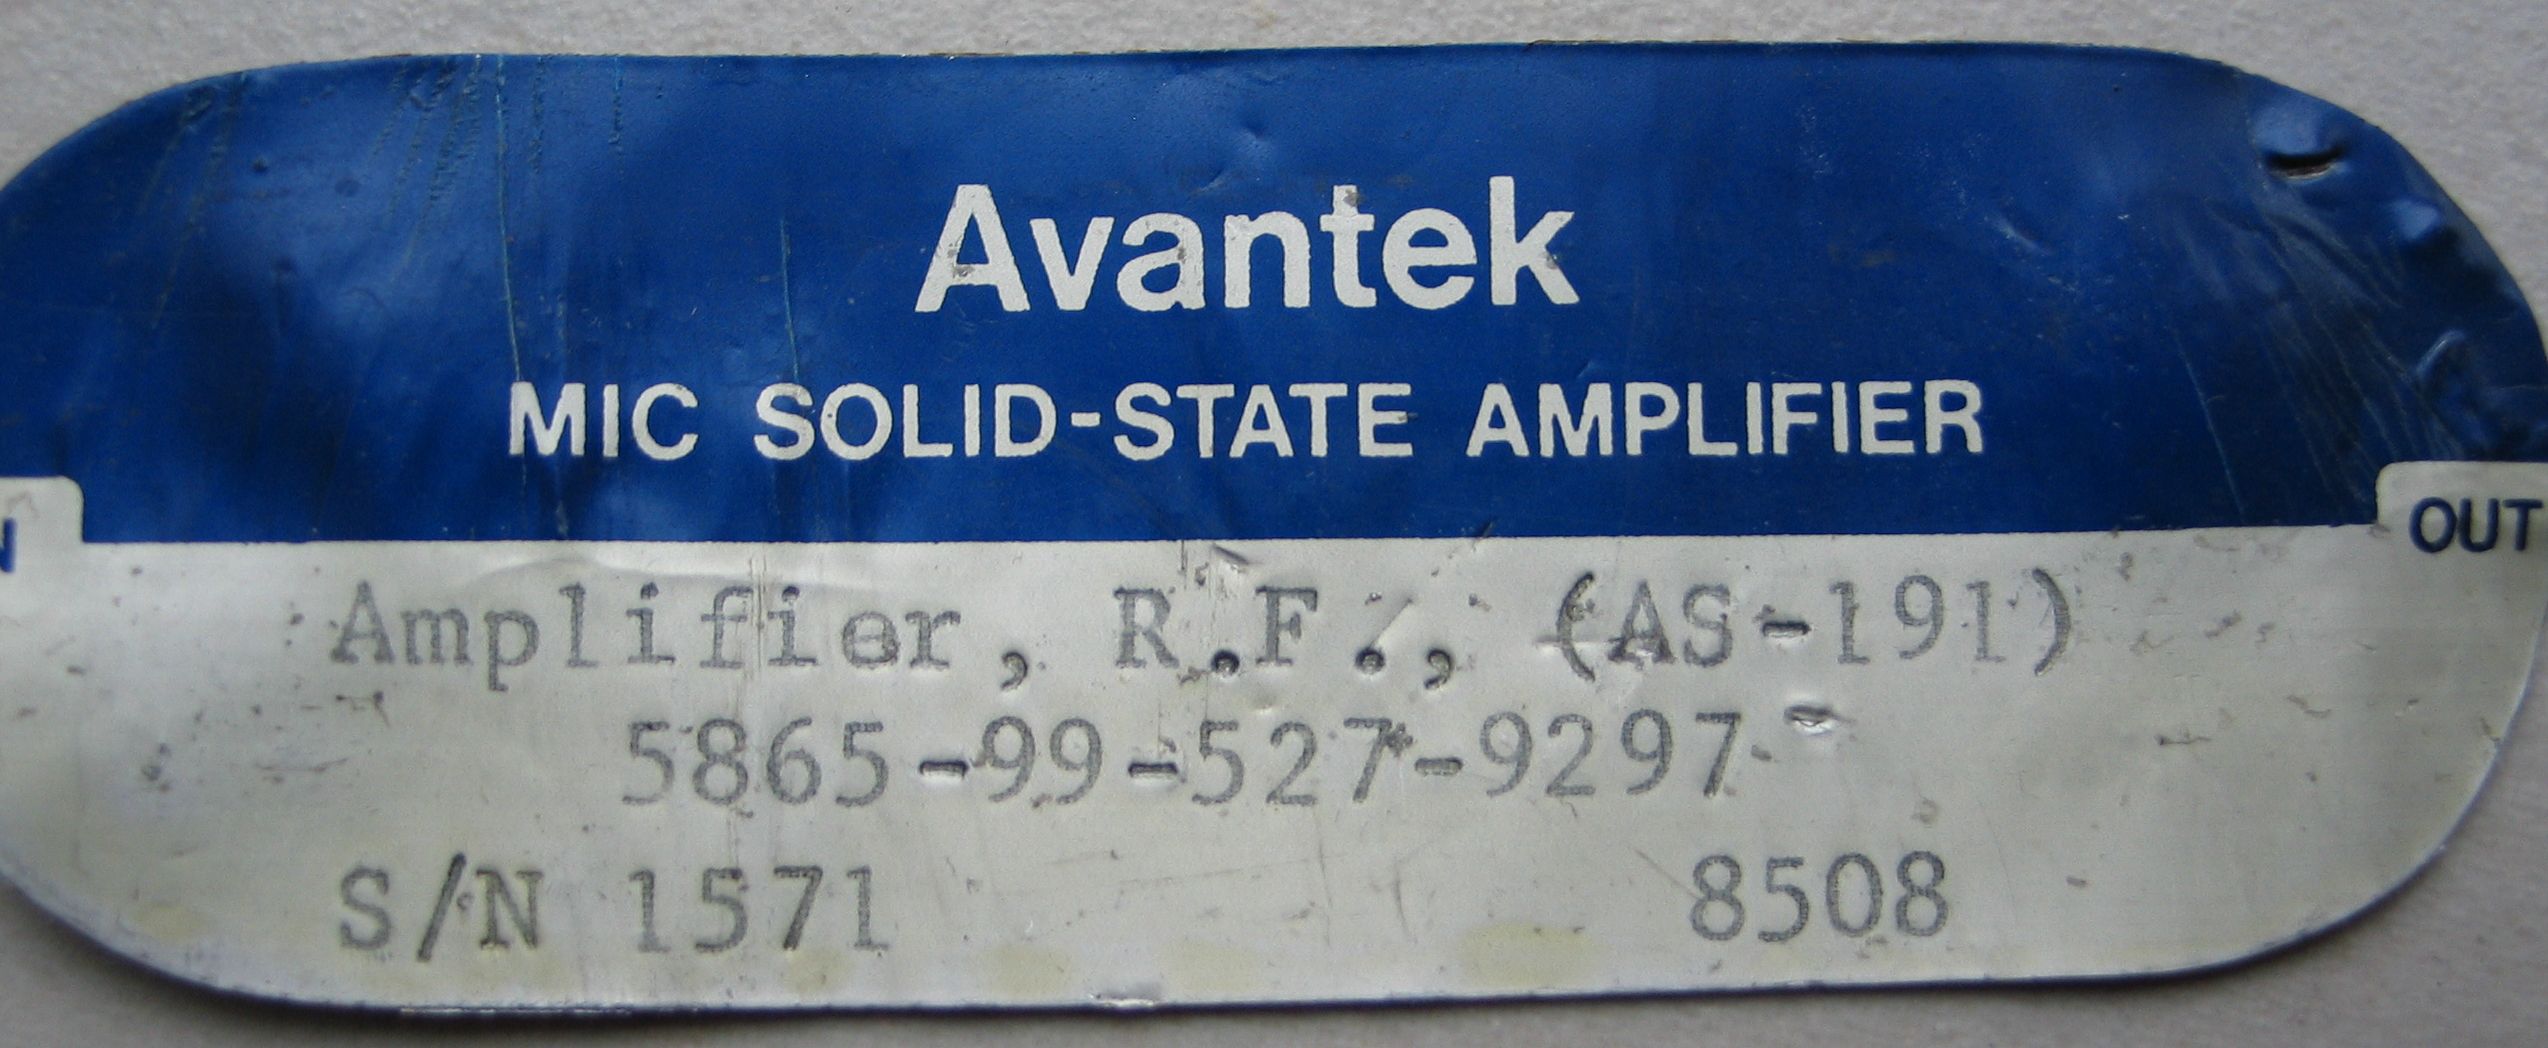 Avantek
MIC SOLID-STATE AMPLIFIER
OUT
Amplifier, R.F., (AS-191)
5865-99-527-9297
S/N 1571 8508